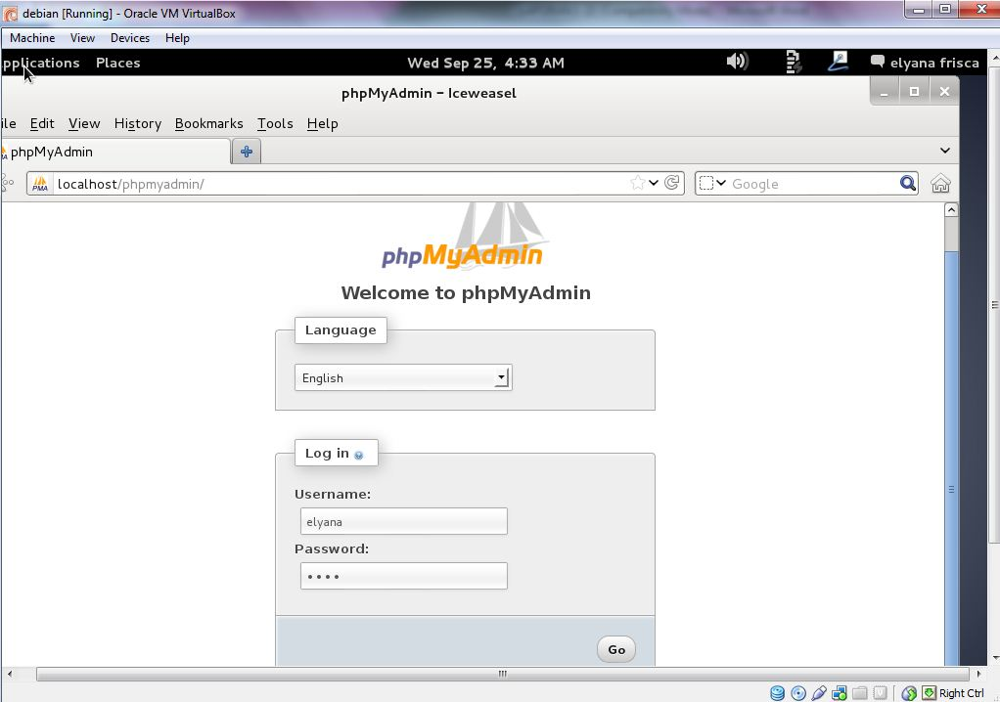 debian [Running] - Oracle VM VirtualBox
Machine View Devices Help
pplications Places Wed Sep 25, 4:33 AM elyana frisca
phpMyAdmin - Iceweasel
ile Edit View History Bookmarks Tools Help
phpMyAdmin
PMA localhost/phpmyadmin/ Google
phpMyAdmin
Welcome to phpMyAdmin
Language
English
Log in
Username:
elyana
Password:
••••
Go
Right Ctrl